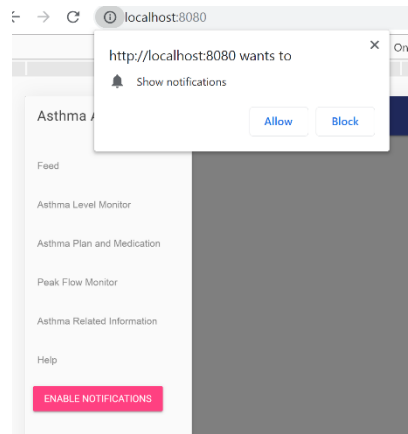 localhost:8080
On
http://localhost:8080 wants to
Show notifications
Allow
Block
Asthma
Feed
Asthma Level Monitor
Asthma Plan and Medication
Peak Flow Monitor
Asthma Related Information
Help
ENABLE NOTIFICATIONS